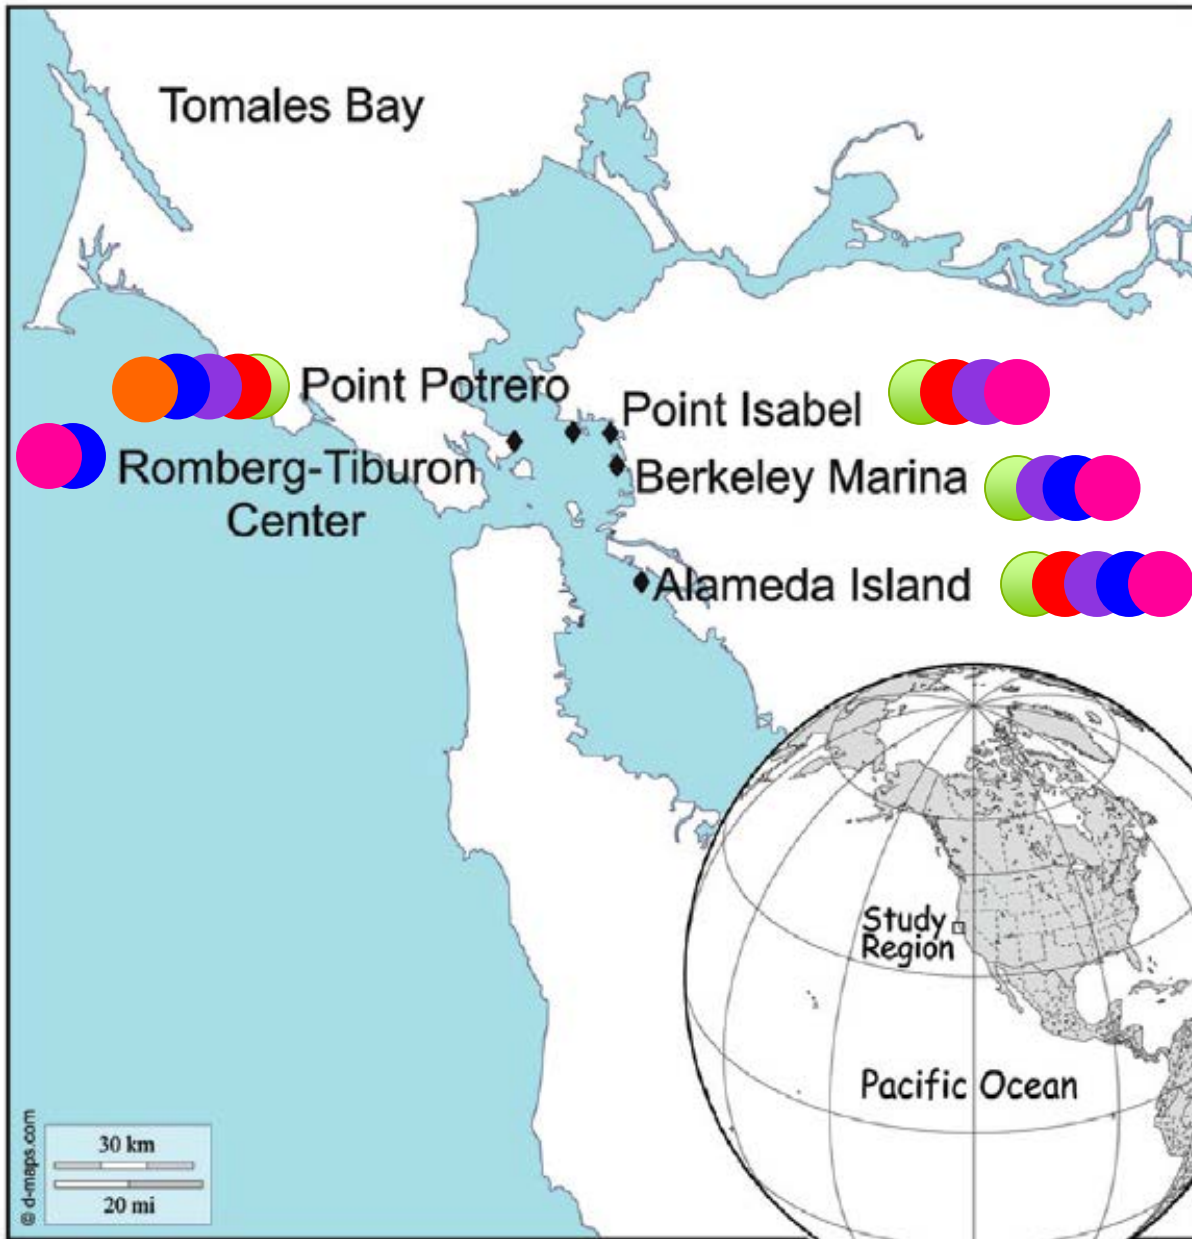 Tomales Bay
Point Potrero
Point Isabel
Romberg-Tiburon
Center
Berkeley Marina
Alameda Island
Study
Region
Pacific Ocean
30 km
20 mi
© d-maps.com